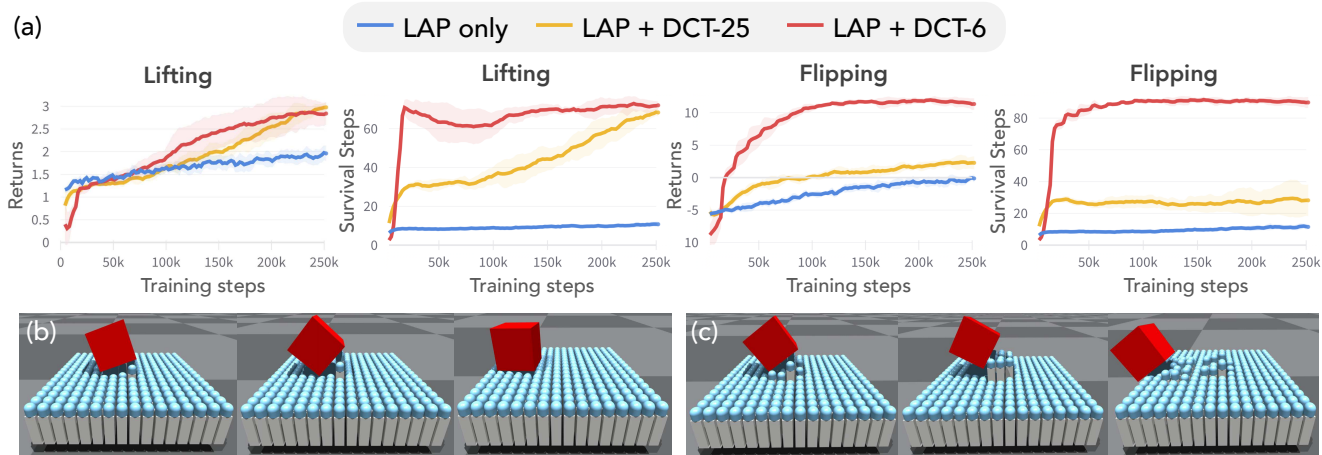 (a)
LAP only
LAP + DCT-25
LAP + DCT-6
Lifting
Returns
3
2.5
2
1.5
1
0.5
0
0
50k
100k
150k
200k
250k
Training steps
Lifting
Survival Steps
60
40
20
0
50k
100k
150k
200k
250k
Training steps
Flipping
Returns
10
5
0
-5
10
50k
100k
150k
200k
250k
Training steps
Flipping
Survival Steps
80
60
40
20
0
50k
100k
150k
200k
250k
Training steps
(b)
(c)